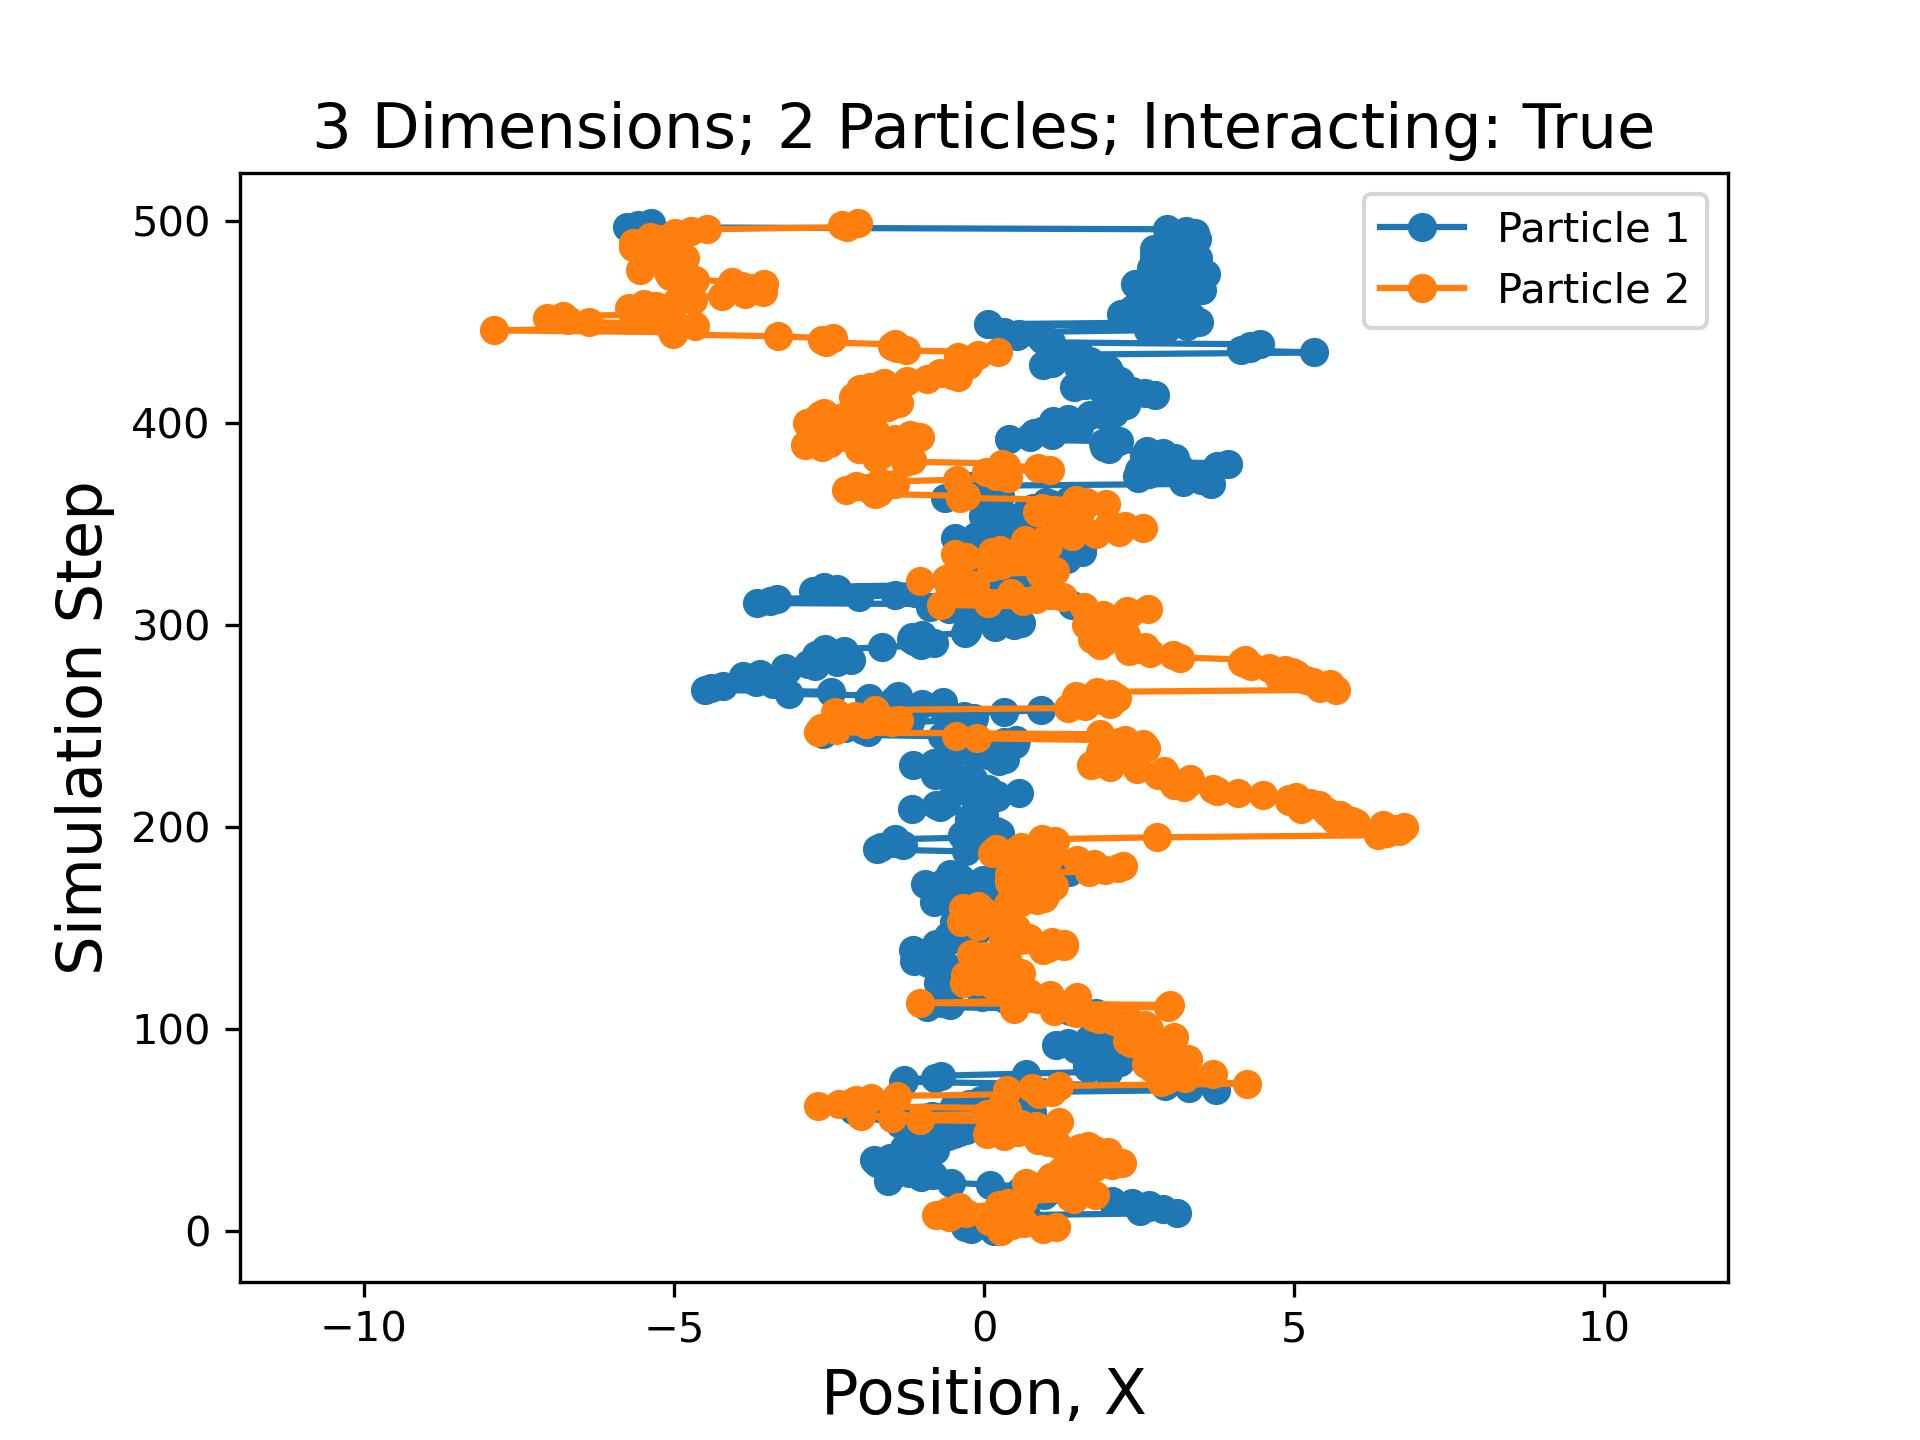 3 Dimensions; 2 Particles; Interacting: True
Particle 1
Particle 2
500
400
300
200
100
0
Simulation Step
−10
−5
0
5
10
Position, X